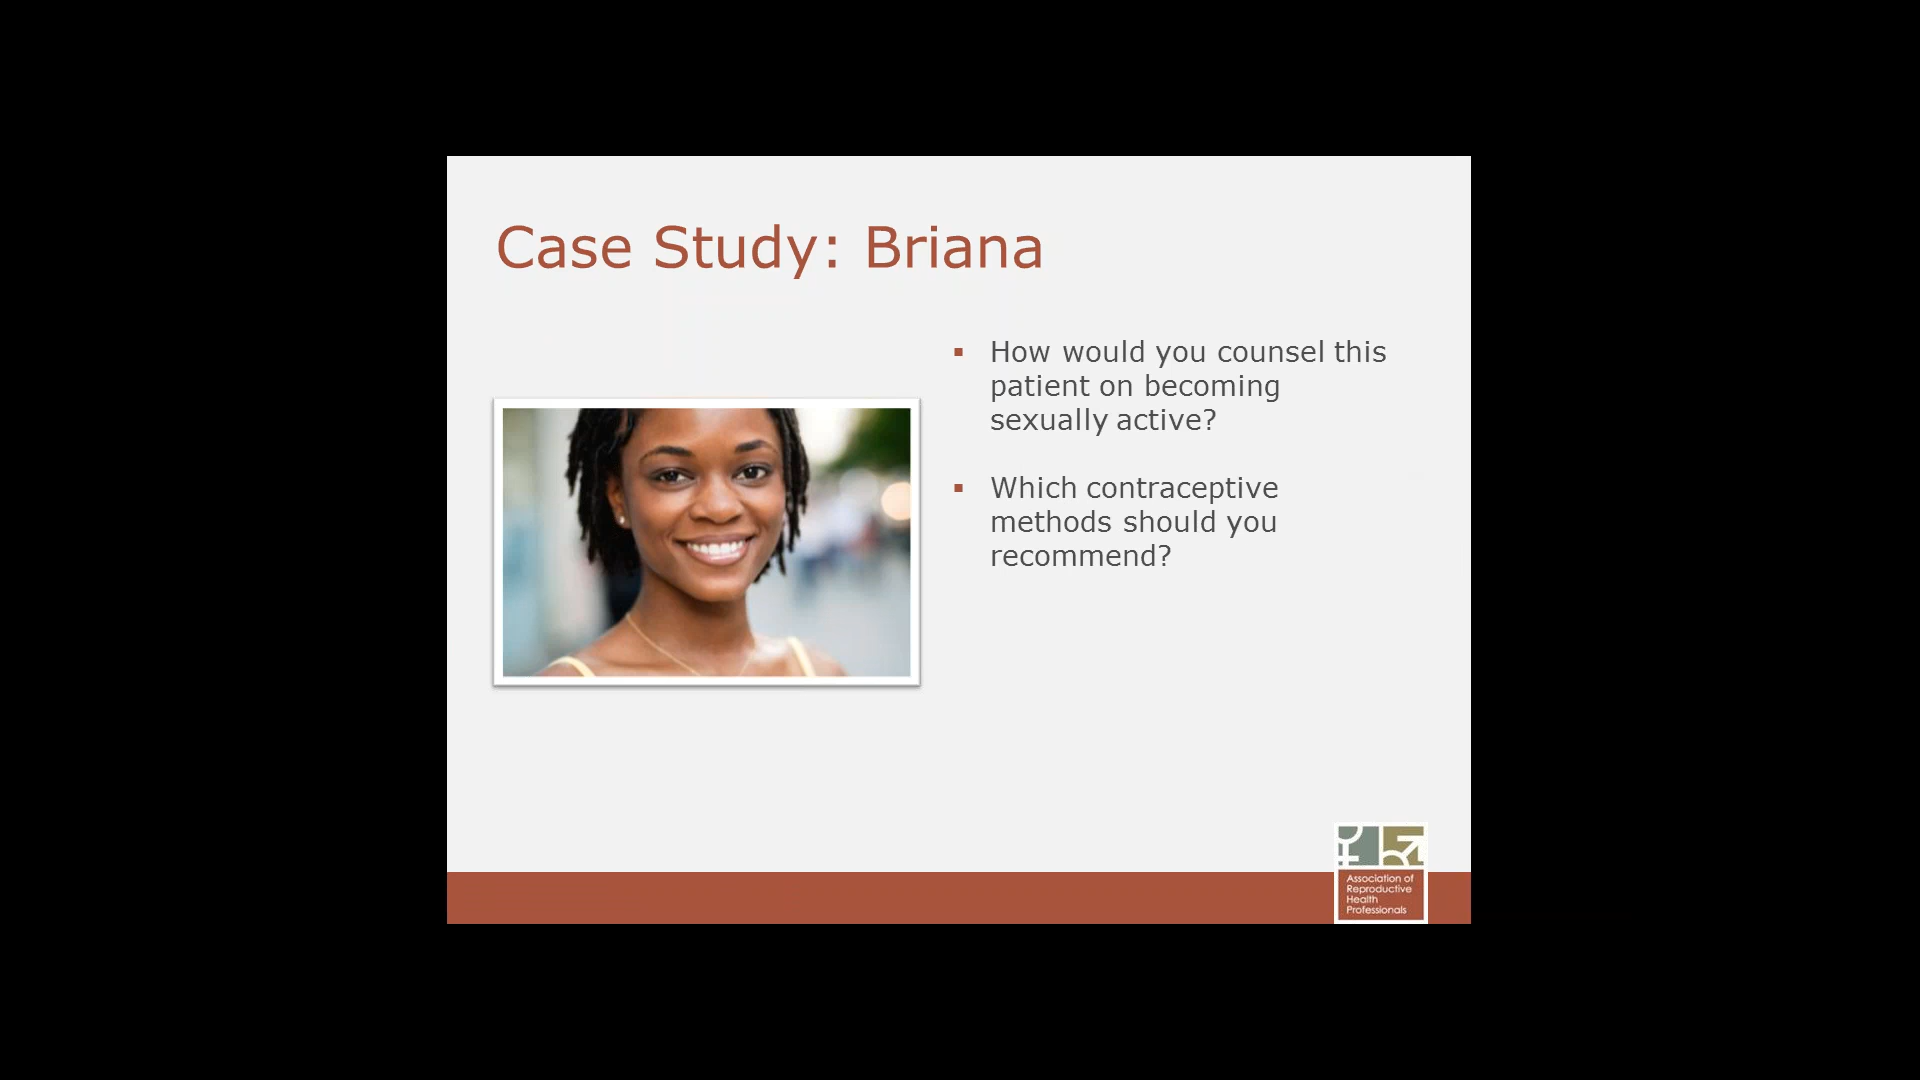 Case Study: Briana
How would you counsel this
patient on becoming
sexually active?
Which contraceptive
methods should you
recommend?
Association of
Reproductive
Health
Professionals